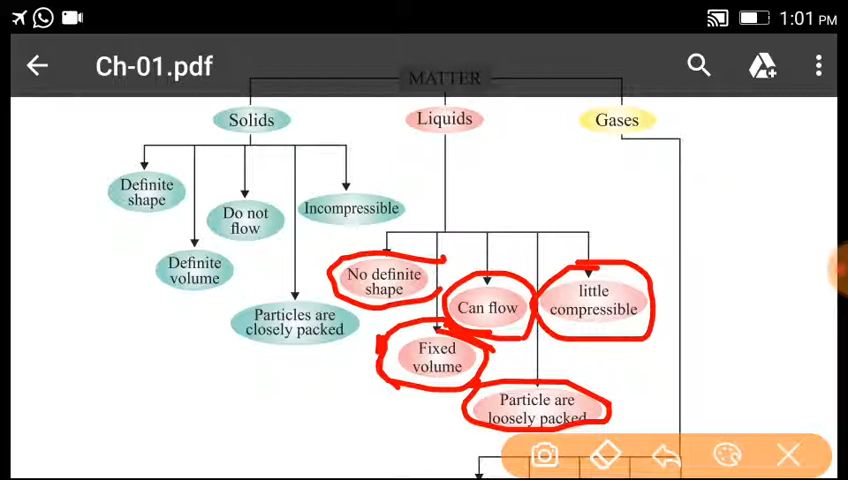 1:01 PM
Ch-01.pdf
MATTER
Solids
Liquids
Gases
Definite
shape
Do not
flow
Incompressible
Definite
volume
Particles are
closely packed
No definite
shape
Can flow
little
compressible
Fixed
volume
Particle are
loosely packed